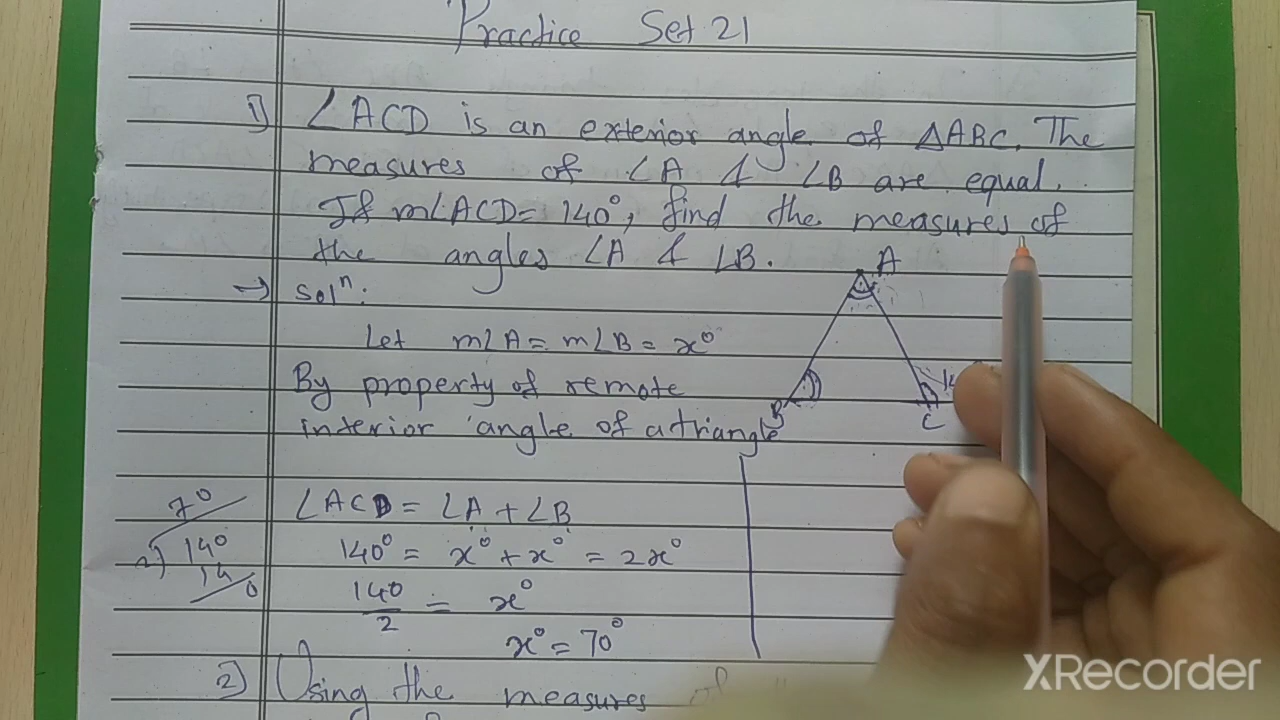 Practice Set 21
1) ∠ACD is an exterior angle of ΔABC. The
measures of ∠A & ∠B are equal.
If m∠ACD = 140°, find the measures of
the angles ∠A & ∠B.
→ Solⁿ:
A
Let m∠A = m∠B = x°
By property of remote
B
C
interior angle of a triangle
∠ACD = ∠A + ∠B
140° = x° + x° = 2x°
140/2 = x°
x° = 70°
70
2) 140
14
0
2) Using the measures of
XRecorder